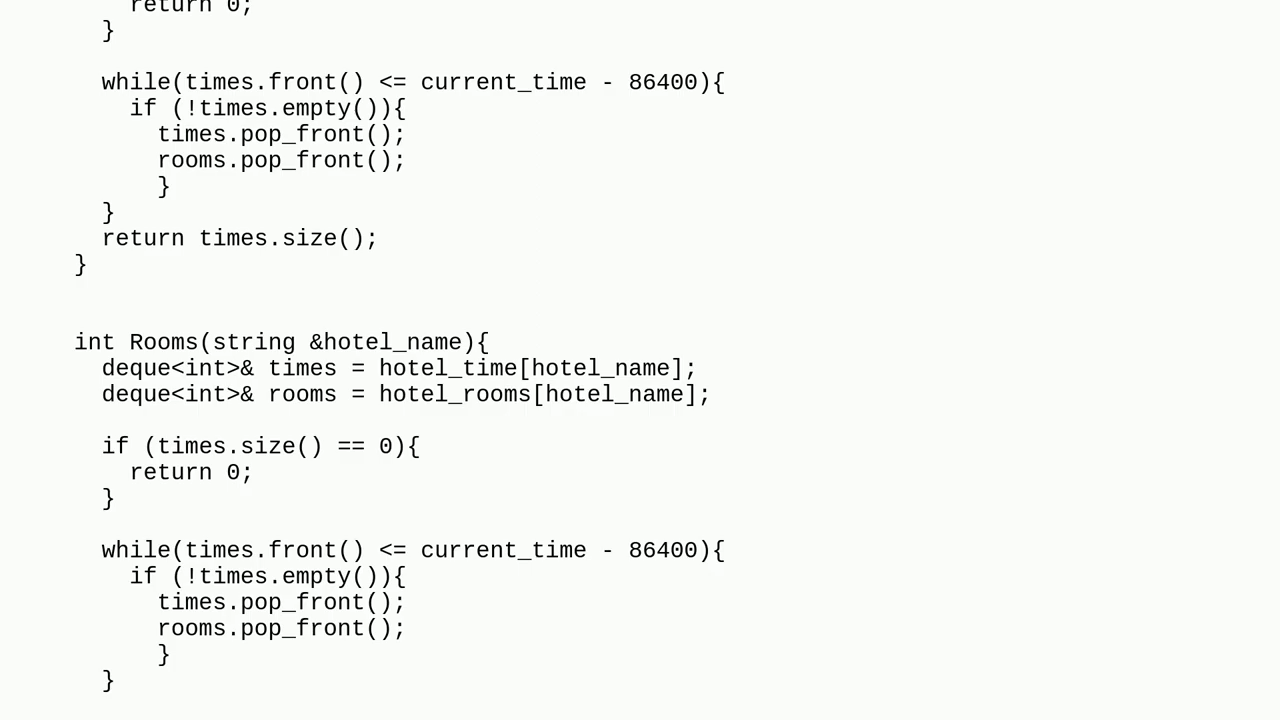 return 0;
}
while(times.front() <= current_time - 86400){
if (!times.empty()){
times.pop_front();
rooms.pop_front();
}
}
return times.size();
}
int Rooms(string &hotel_name){
deque<int>& times = hotel_time[hotel_name];
deque<int>& rooms = hotel_rooms[hotel_name];
if (times.size() == 0){
return 0;
}
while(times.front() <= current_time - 86400){
if (!times.empty()){
times.pop_front();
rooms.pop_front();
}
}